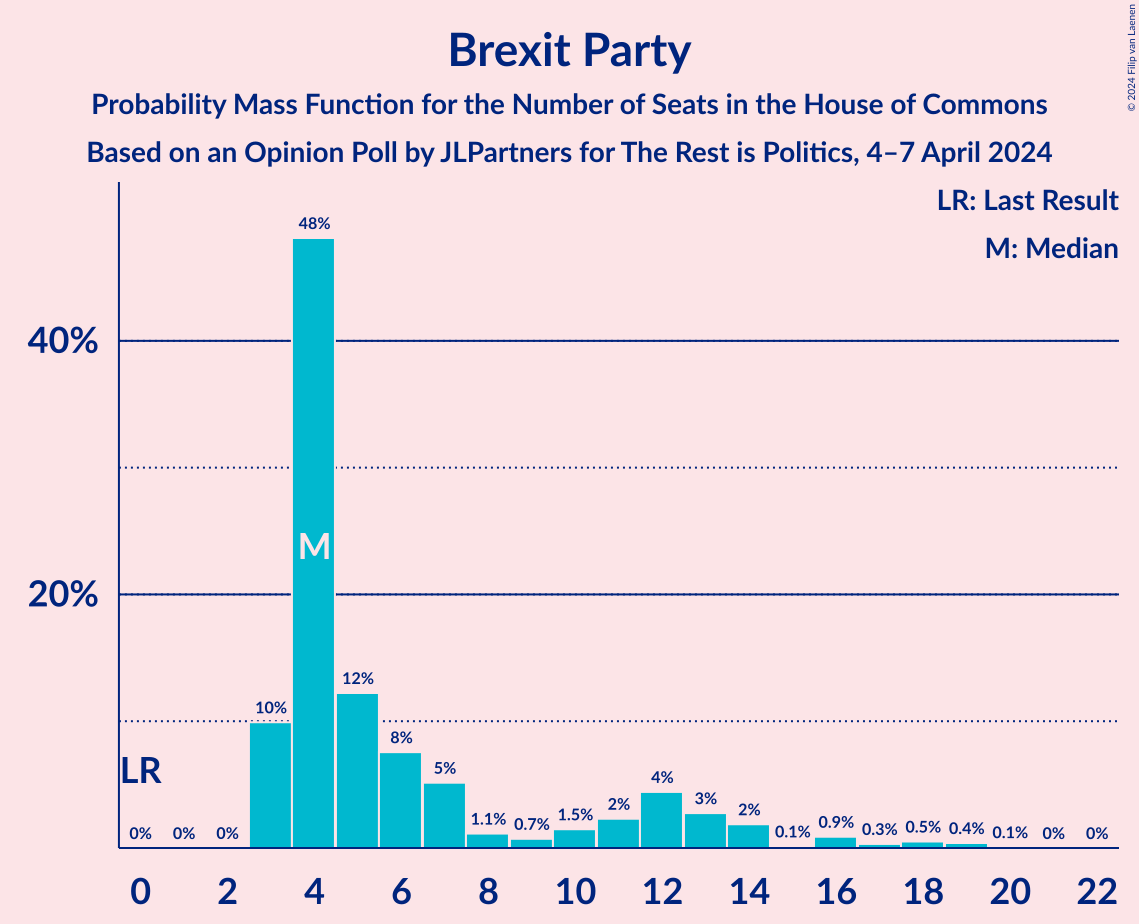 Brexit Party
Probability Mass Function for the Number of Seats in the House of Commons
Based on an Opinion Poll by JLPartners for The Rest is Politics, 4–7 April 2024
© 2024 Filip van Laenen
LR: Last Result
M: Median
48%
40%
M
20%
12%
10%
8%
LR
5%
4%
3%
2%
2%
1.5%
1.1%
0.7%
0.1%
0.9%
0.3%
0.5%
0.4%
0.1%
0%
0%
0%
0%
0%
0 2 4 6 8 10 12 14 16 18 20 22